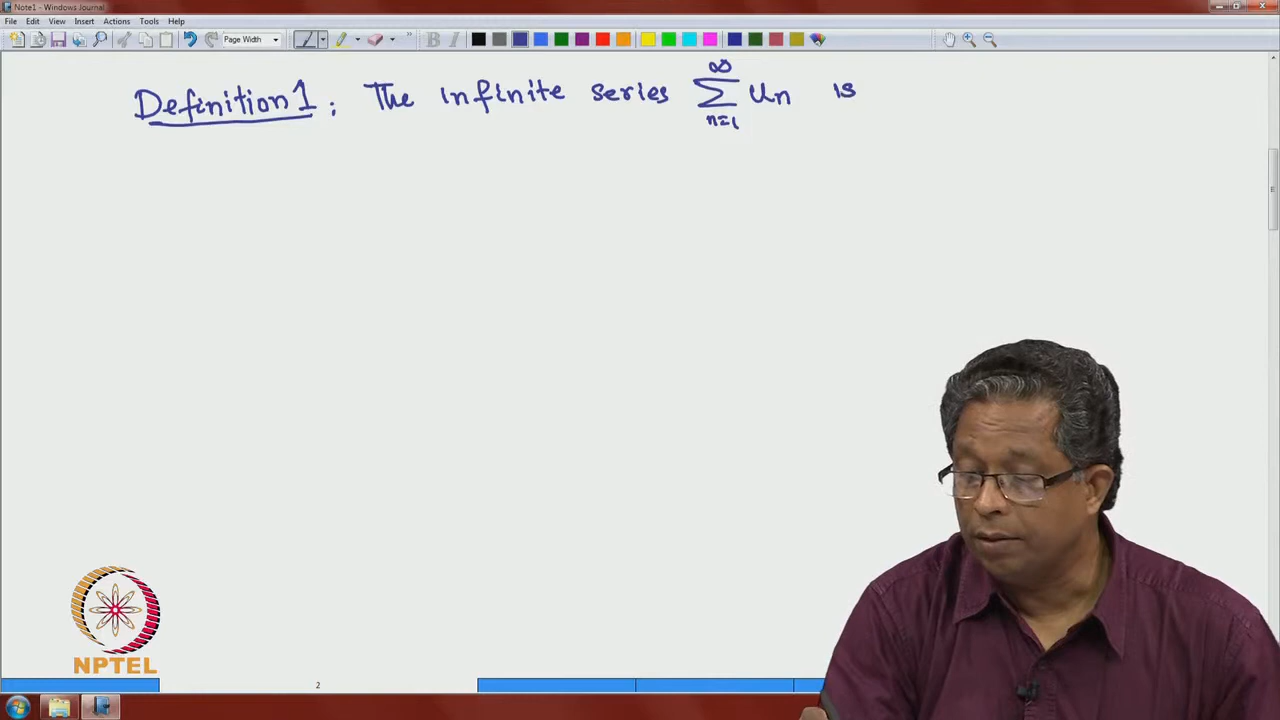 Note1 - Windows Journal
File Edit View Insert Actions Tools Help
Page Width
B I
Definition 1 : The infinite series ∞∑n=1 Un is
NPTEL
2